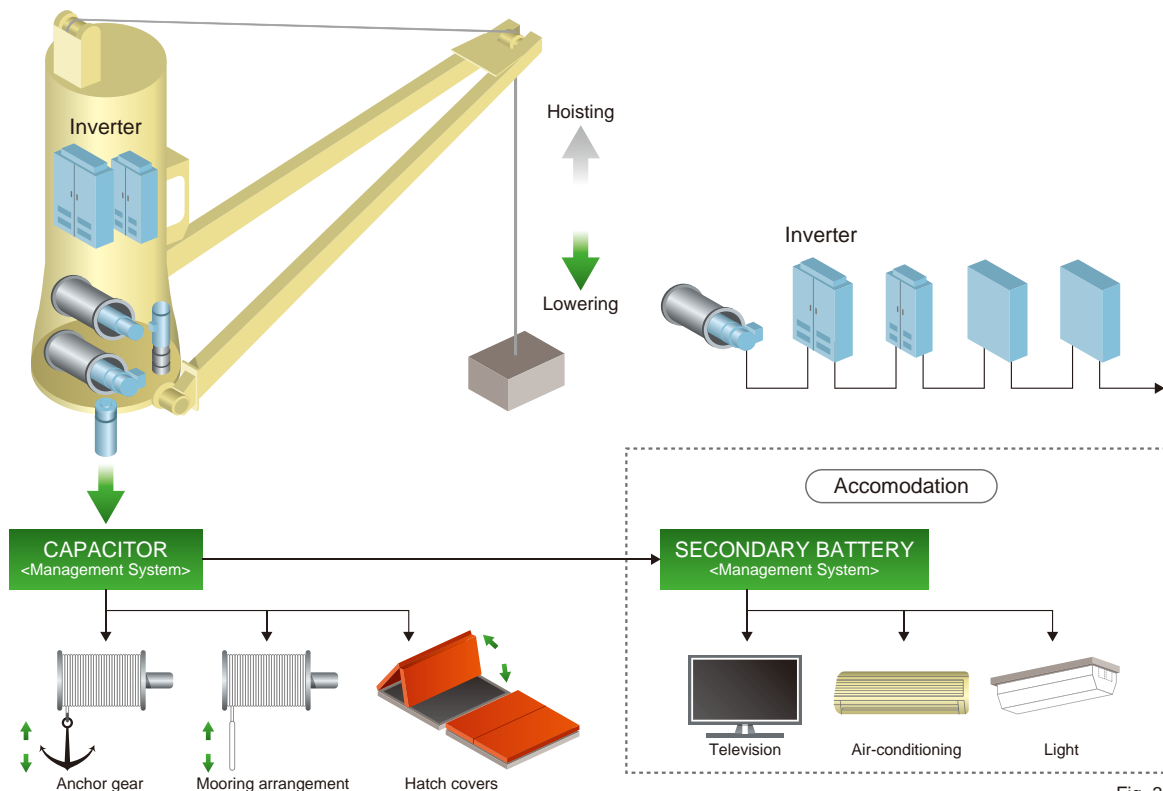 Inverter
Hoisting
Lowering
Inverter
Accomodation
CAPACITOR
<Management System>
SECONDARY BATTERY
<Management System>
Anchor gear
Mooring arrangement
Hatch covers
Television
Air-conditioning
Light